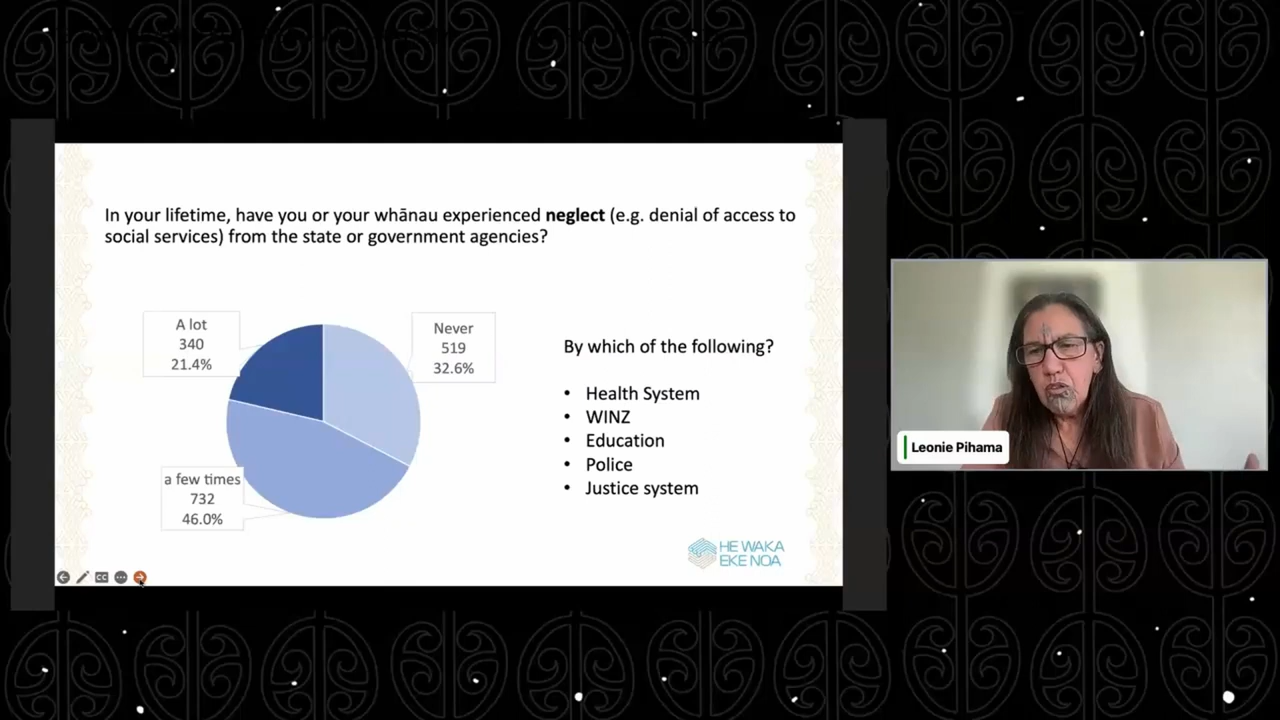 In your lifetime, have you or your whānau experienced neglect (e.g. denial of access to
social services) from the state or government agencies?
A lot
340
21.4%
Never
519
32.6%
a few times
732
46.0%
By which of the following?
• Health System
• WINZ
• Education
• Police
• Justice system
HE WAKA
EKE NOA
CC
Leonie Pihama